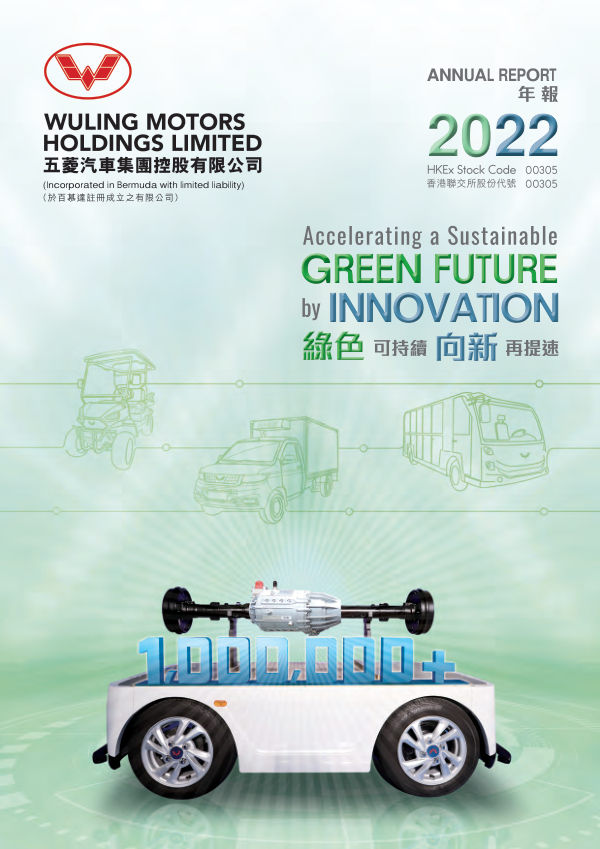 WULING MOTORS
HOLDINGS LIMITED
五菱汽車集團控股有限公司
(Incorporated in Bermuda with limited liability)
（於百慕達註冊成立之有限公司）
ANNUAL REPORT
年報
2022
HKEx Stock Code 00305
香港聯交所股份代號 00305
Accelerating a Sustainable
GREEN FUTURE
by INNOVATION
綠色 可持續 向新 再提速
1,000,000+